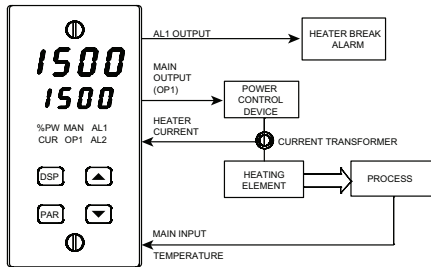 1500
1500
%PW MAN AL1
CUR OP1 AL2
DSP
PAR
AL1 OUTPUT
HEATER BREAK
ALARM
MAIN
OUTPUT
(OP1)
POWER
CONTROL
DEVICE
HEATER
CURRENT
CURRENT TRANSFORMER
HEATING
ELEMENT
PROCESS
MAIN INPUT
TEMPERATURE